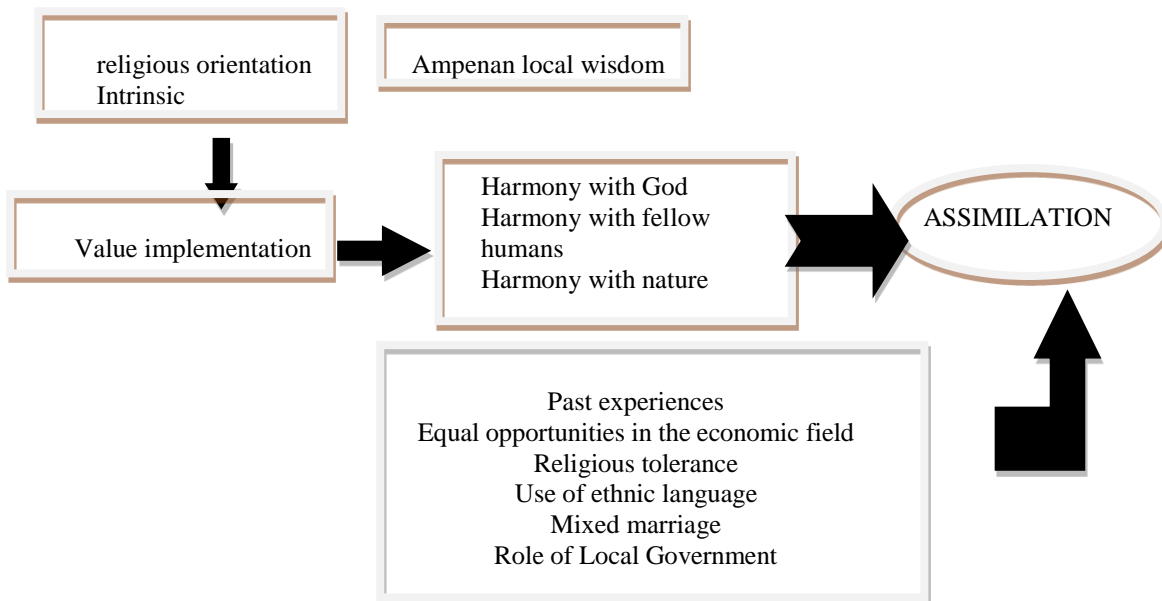 religious orientation
Intrinsic
Ampenan local wisdom
Value implementation
Harmony with God
Harmony with fellow
humans
Harmony with nature
ASSIMILATION
Past experiences
Equal opportunities in the economic field
Religious tolerance
Use of ethnic language
Mixed marriage
Role of Local Government